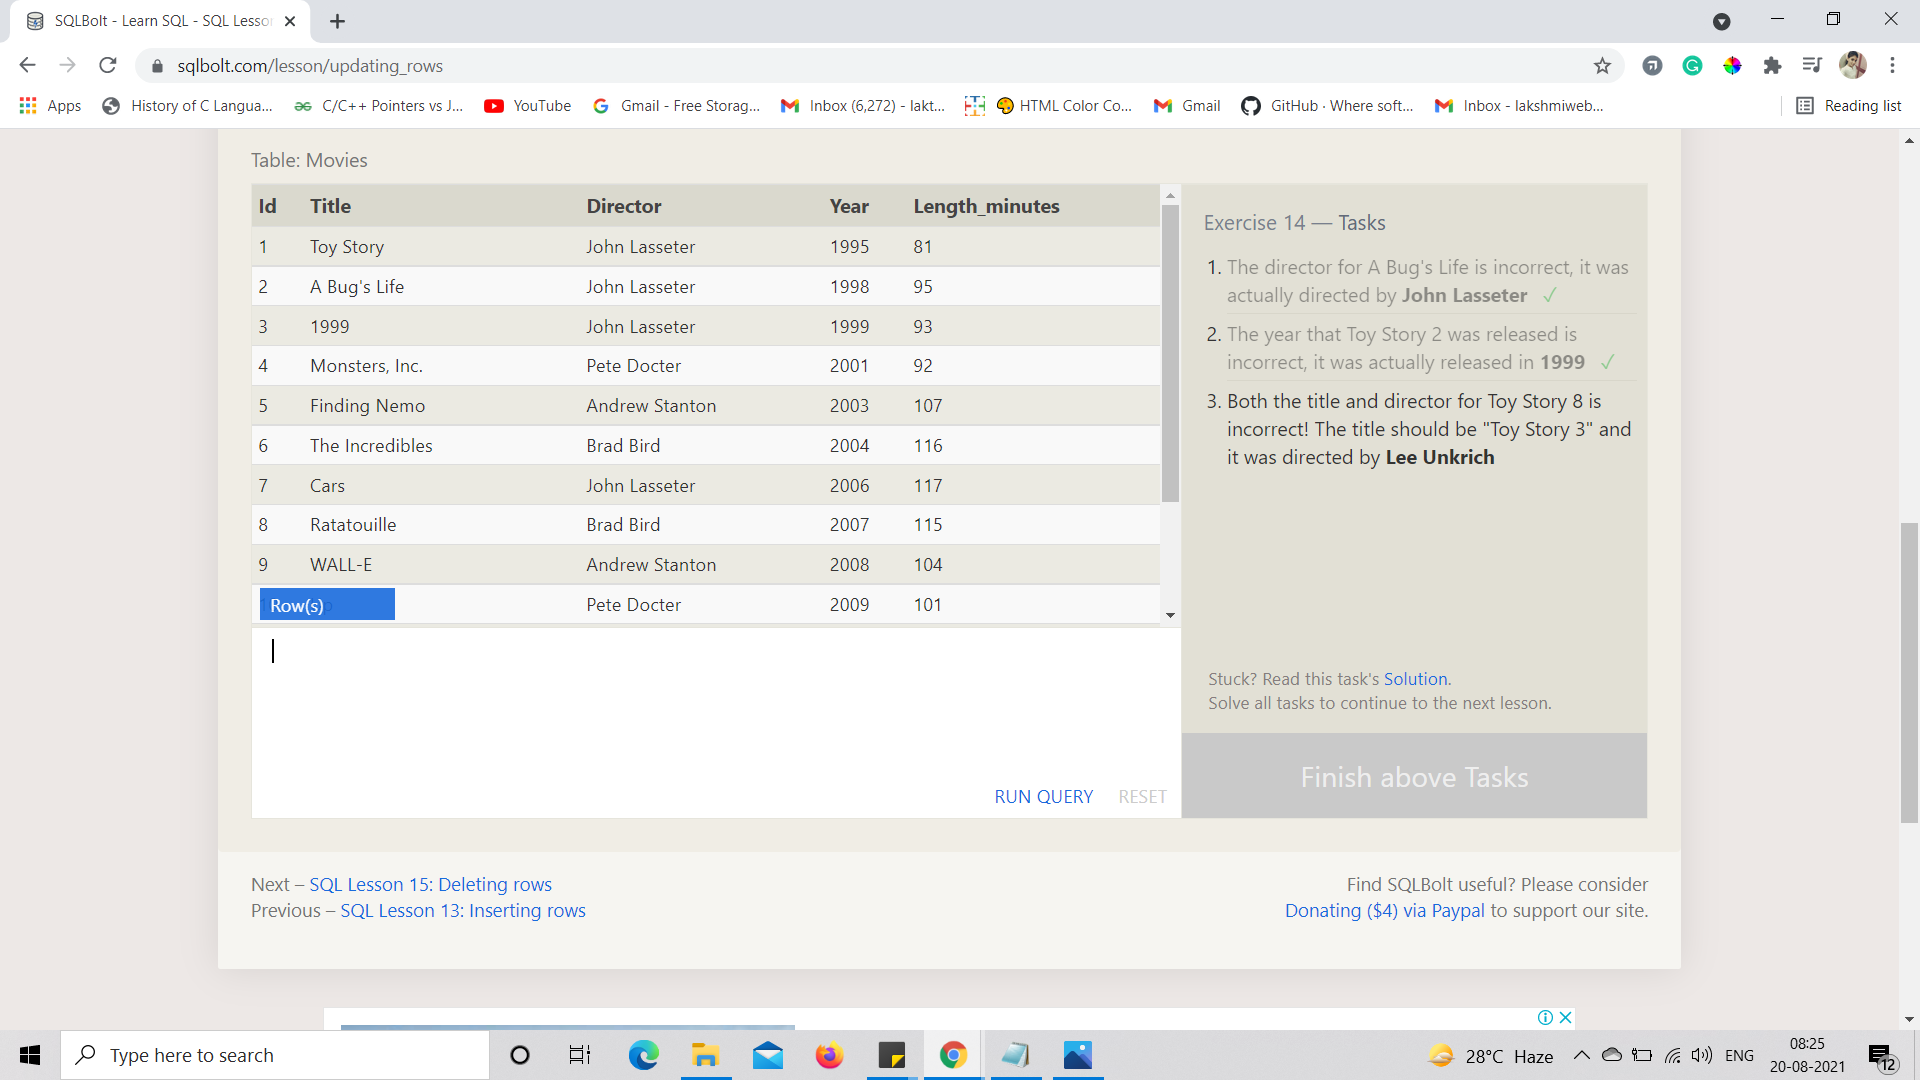 SQLBolt - Learn SQL - SQL Lesson
sqlbolt.com/lesson/updating_rows
Apps History of C Langua... C/C++ Pointers vs J... YouTube Gmail - Free Storag... Inbox (6,272) - lakt... HTML Color Co... Gmail GitHub · Where soft... Inbox - lakshmiweb... Reading list
Table: Movies
Id Title Director Year Length_minutes
1 Toy Story John Lasseter 1995 81
2 A Bug's Life John Lasseter 1998 95
3 1999 John Lasseter 1999 93
4 Monsters, Inc. Pete Docter 2001 92
5 Finding Nemo Andrew Stanton 2003 107
6 The Incredibles Brad Bird 2004 116
7 Cars John Lasseter 2006 117
8 Ratatouille Brad Bird 2007 115
9 WALL-E Andrew Stanton 2008 104
Row(s) Pete Docter 2009 101
RUN QUERY RESET
Exercise 14 — Tasks
1. The director for A Bug's Life is incorrect, it was
actually directed by John Lasseter ✓
2. The year that Toy Story 2 was released is
incorrect, it was actually released in 1999 ✓
3. Both the title and director for Toy Story 8 is
incorrect! The title should be "Toy Story 3" and
it was directed by Lee Unkrich
Stuck? Read this task's Solution.
Solve all tasks to continue to the next lesson.
Finish above Tasks
Next – SQL Lesson 15: Deleting rows
Previous – SQL Lesson 13: Inserting rows
Find SQLBolt useful? Please consider
Donating ($4) via Paypal to support our site.
Type here to search
28°C Haze
ENG
08:25
20-08-2021
12